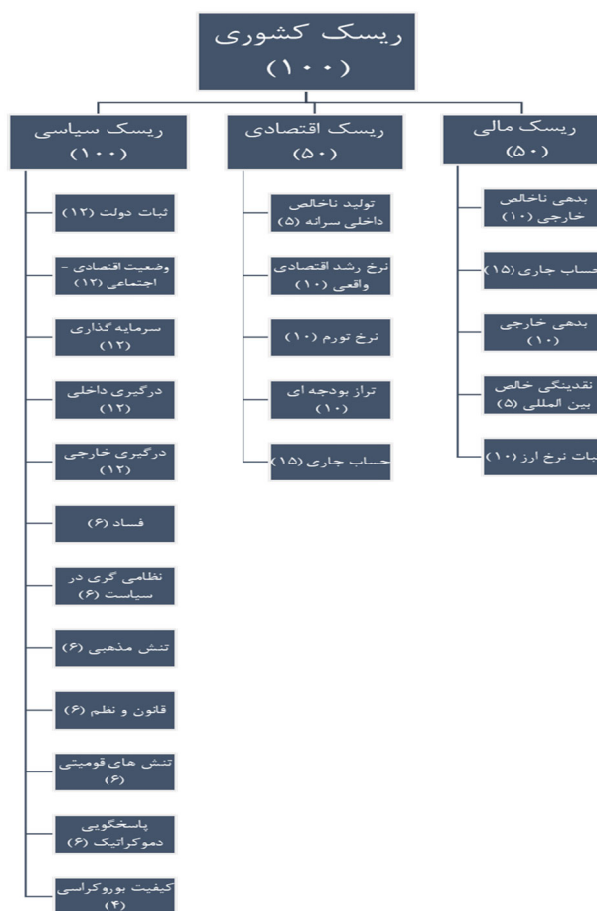 ریسک کشوری
(۱۰۰)
ریسک مالی
(۵۰)
بدهی ناخالص
خارجی (۱۰)
حساب جاری (۱۵)
بدهی خارجی
(۱۰)
نقدینگی خالص
بین المللی (۵)
ثبات نرخ ارز (۱۰)
ریسک اقتصادی
(۵۰)
تولید ناخالص
داخلی سرانه (۵)
نرخ رشد اقتصادی
واقعی (۱۰)
نرخ تورم (۱۰)
تراز بودجه ای
(۱۰)
حساب جاری (۱۵)
ریسک سیاسی
(۱۰۰)
ثبات دولت (۱۲)
وضعیت اقتصادی -
اجتماعی (۱۲)
سرمایه گذاری
(۱۲)
درگیری داخلی
(۱۲)
درگیری خارجی
(۱۲)
فساد (۶)
نظامی گری در
سیاست (۶)
تنش مذهبی (۶)
قانون و نظم (۶)
تنش های قومیتی
(۶)
پاسخگویی
دموکراتیک (۶)
کیفیت بوروکراسی
(۴)